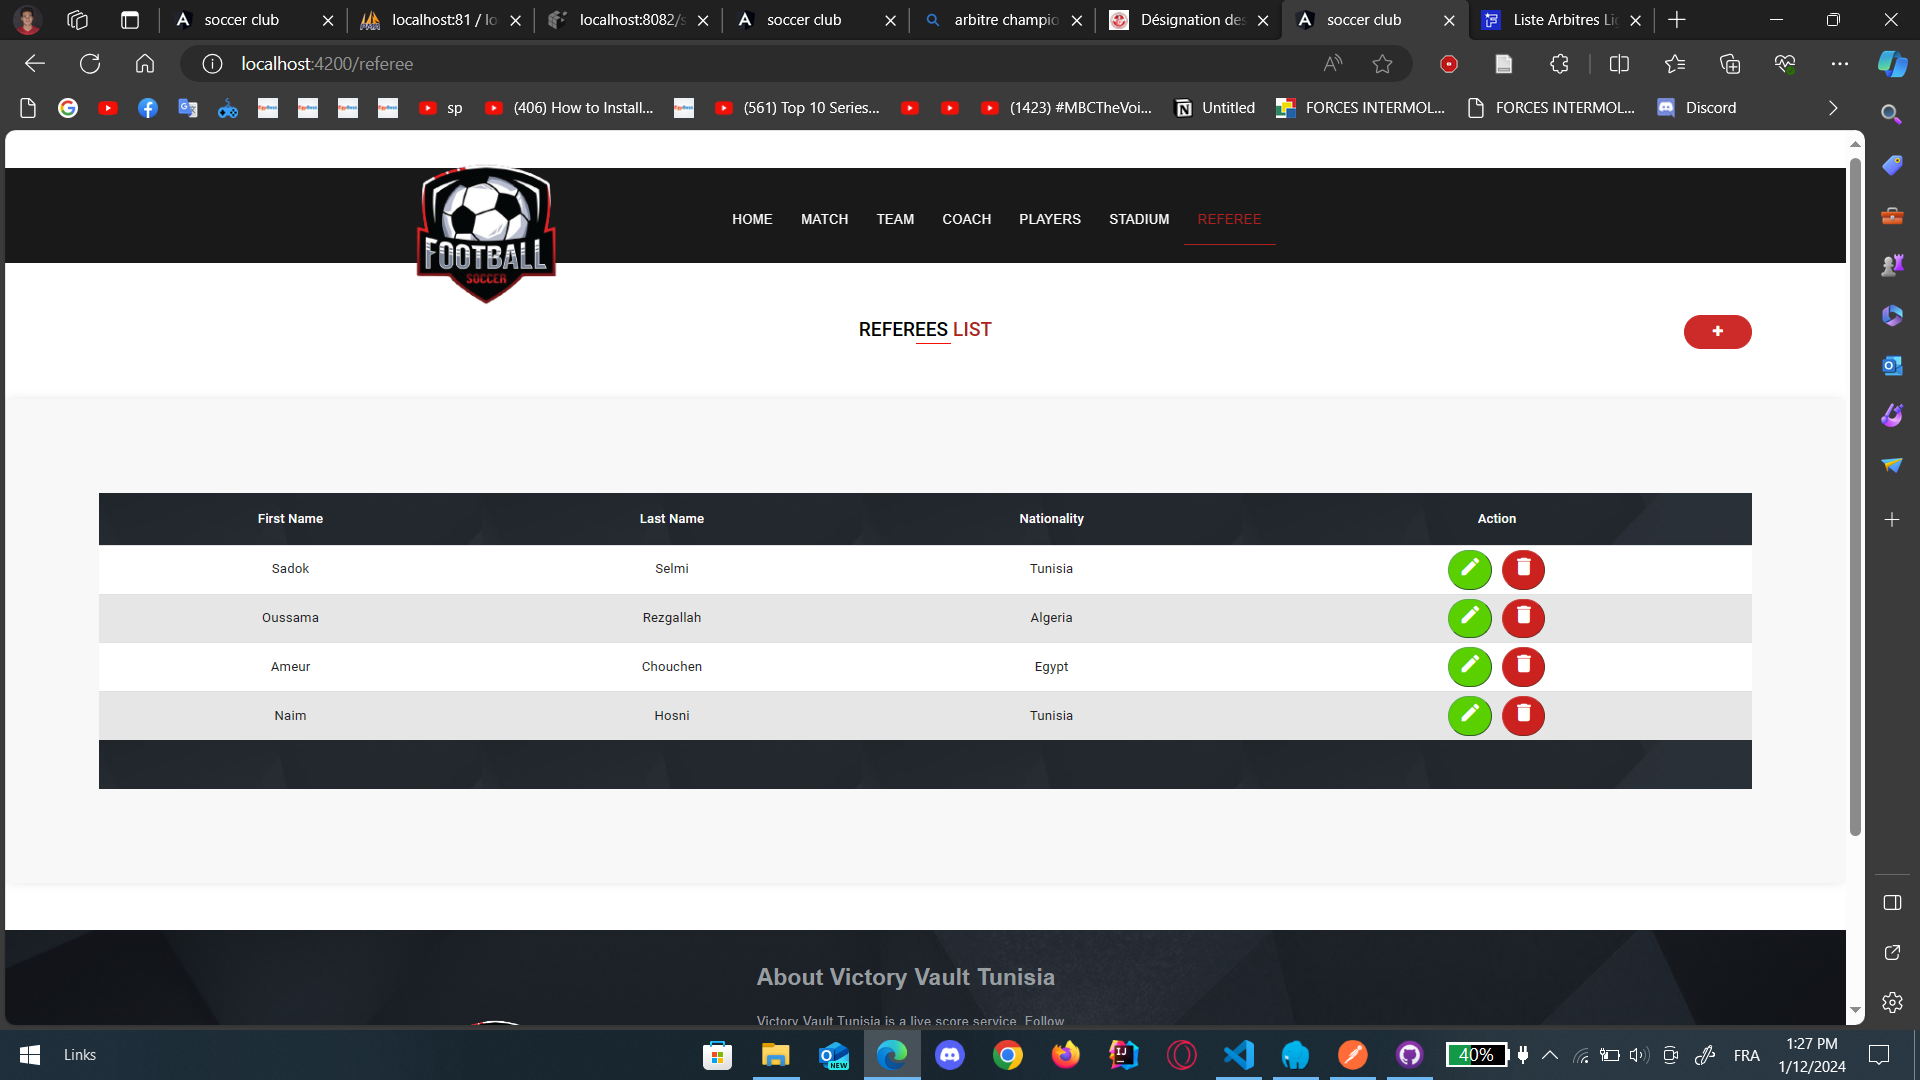 soccer club
localhost:81 / lo
localhost:8082/s
soccer club
arbitre champio
Désignation des
soccer club
Liste Arbitres Li
localhost:4200/referee
sp
(406) How to Install...
(561) Top 10 Series...
(1423) #MBCTheVoi...
Untitled
FORCES INTERMOL...
FORCES INTERMOL...
Discord
FOOTBALL
SOCCER
HOME
MATCH
TEAM
COACH
PLAYERS
STADIUM
REFEREE
REFEREES LIST
+
First Name Last Name Nationality Action
Sadok Selmi Tunisia
Oussama Rezgallah Algeria
Ameur Chouchen Egypt
Naim Hosni Tunisia
About Victory Vault Tunisia
Victory Vault Tunisia is a live score service. Follow
Links
NEW
40%
FRA
1:27 PM
1/12/2024